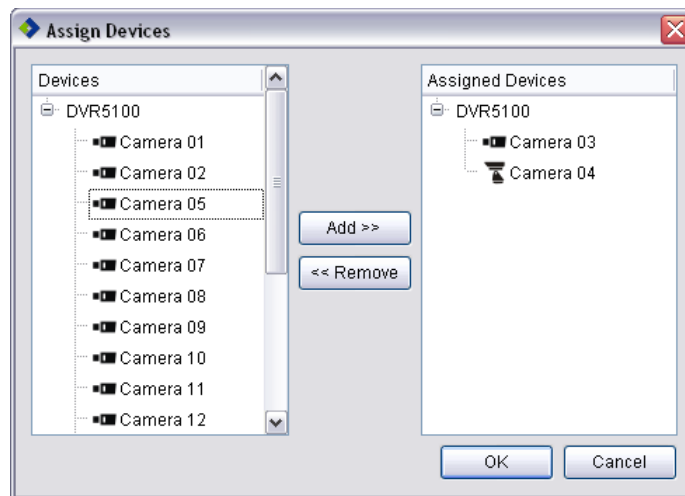 Assign Devices
Devices
DVR5100
Camera 01
Camera 02
Camera 05
Camera 06
Camera 07
Camera 08
Camera 09
Camera 10
Camera 11
Camera 12
Add >>
<< Remove
Assigned Devices
DVR5100
Camera 03
Camera 04
OK
Cancel